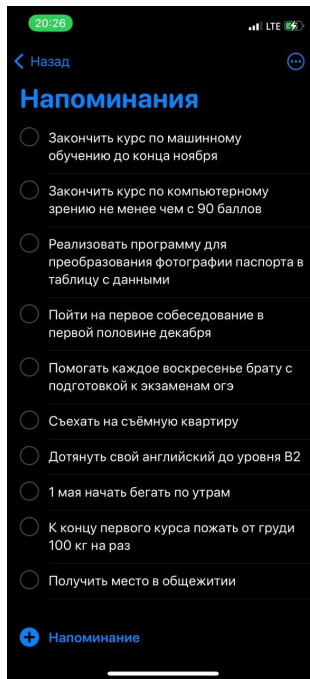 20:26
LTE
Назад
Напоминания
Закончить курс по машинному
обучению до конца ноября
Закончить курс по компьютерному
зрению не менее чем с 90 баллов
Реализовать программу для
преобразования фотографии паспорта в
таблицу с данными
Пойти на первое собеседование в
первой половине декабря
Помогать каждое воскресенье брату с
подготовкой к экзаменам огэ
Съехать на съёмную квартиру
Дотянуть свой английский до уровня B2
1 мая начать бегать по утрам
К концу первого курса пожать от груди
100 кг на раз
Получить место в общежитии
Напоминание